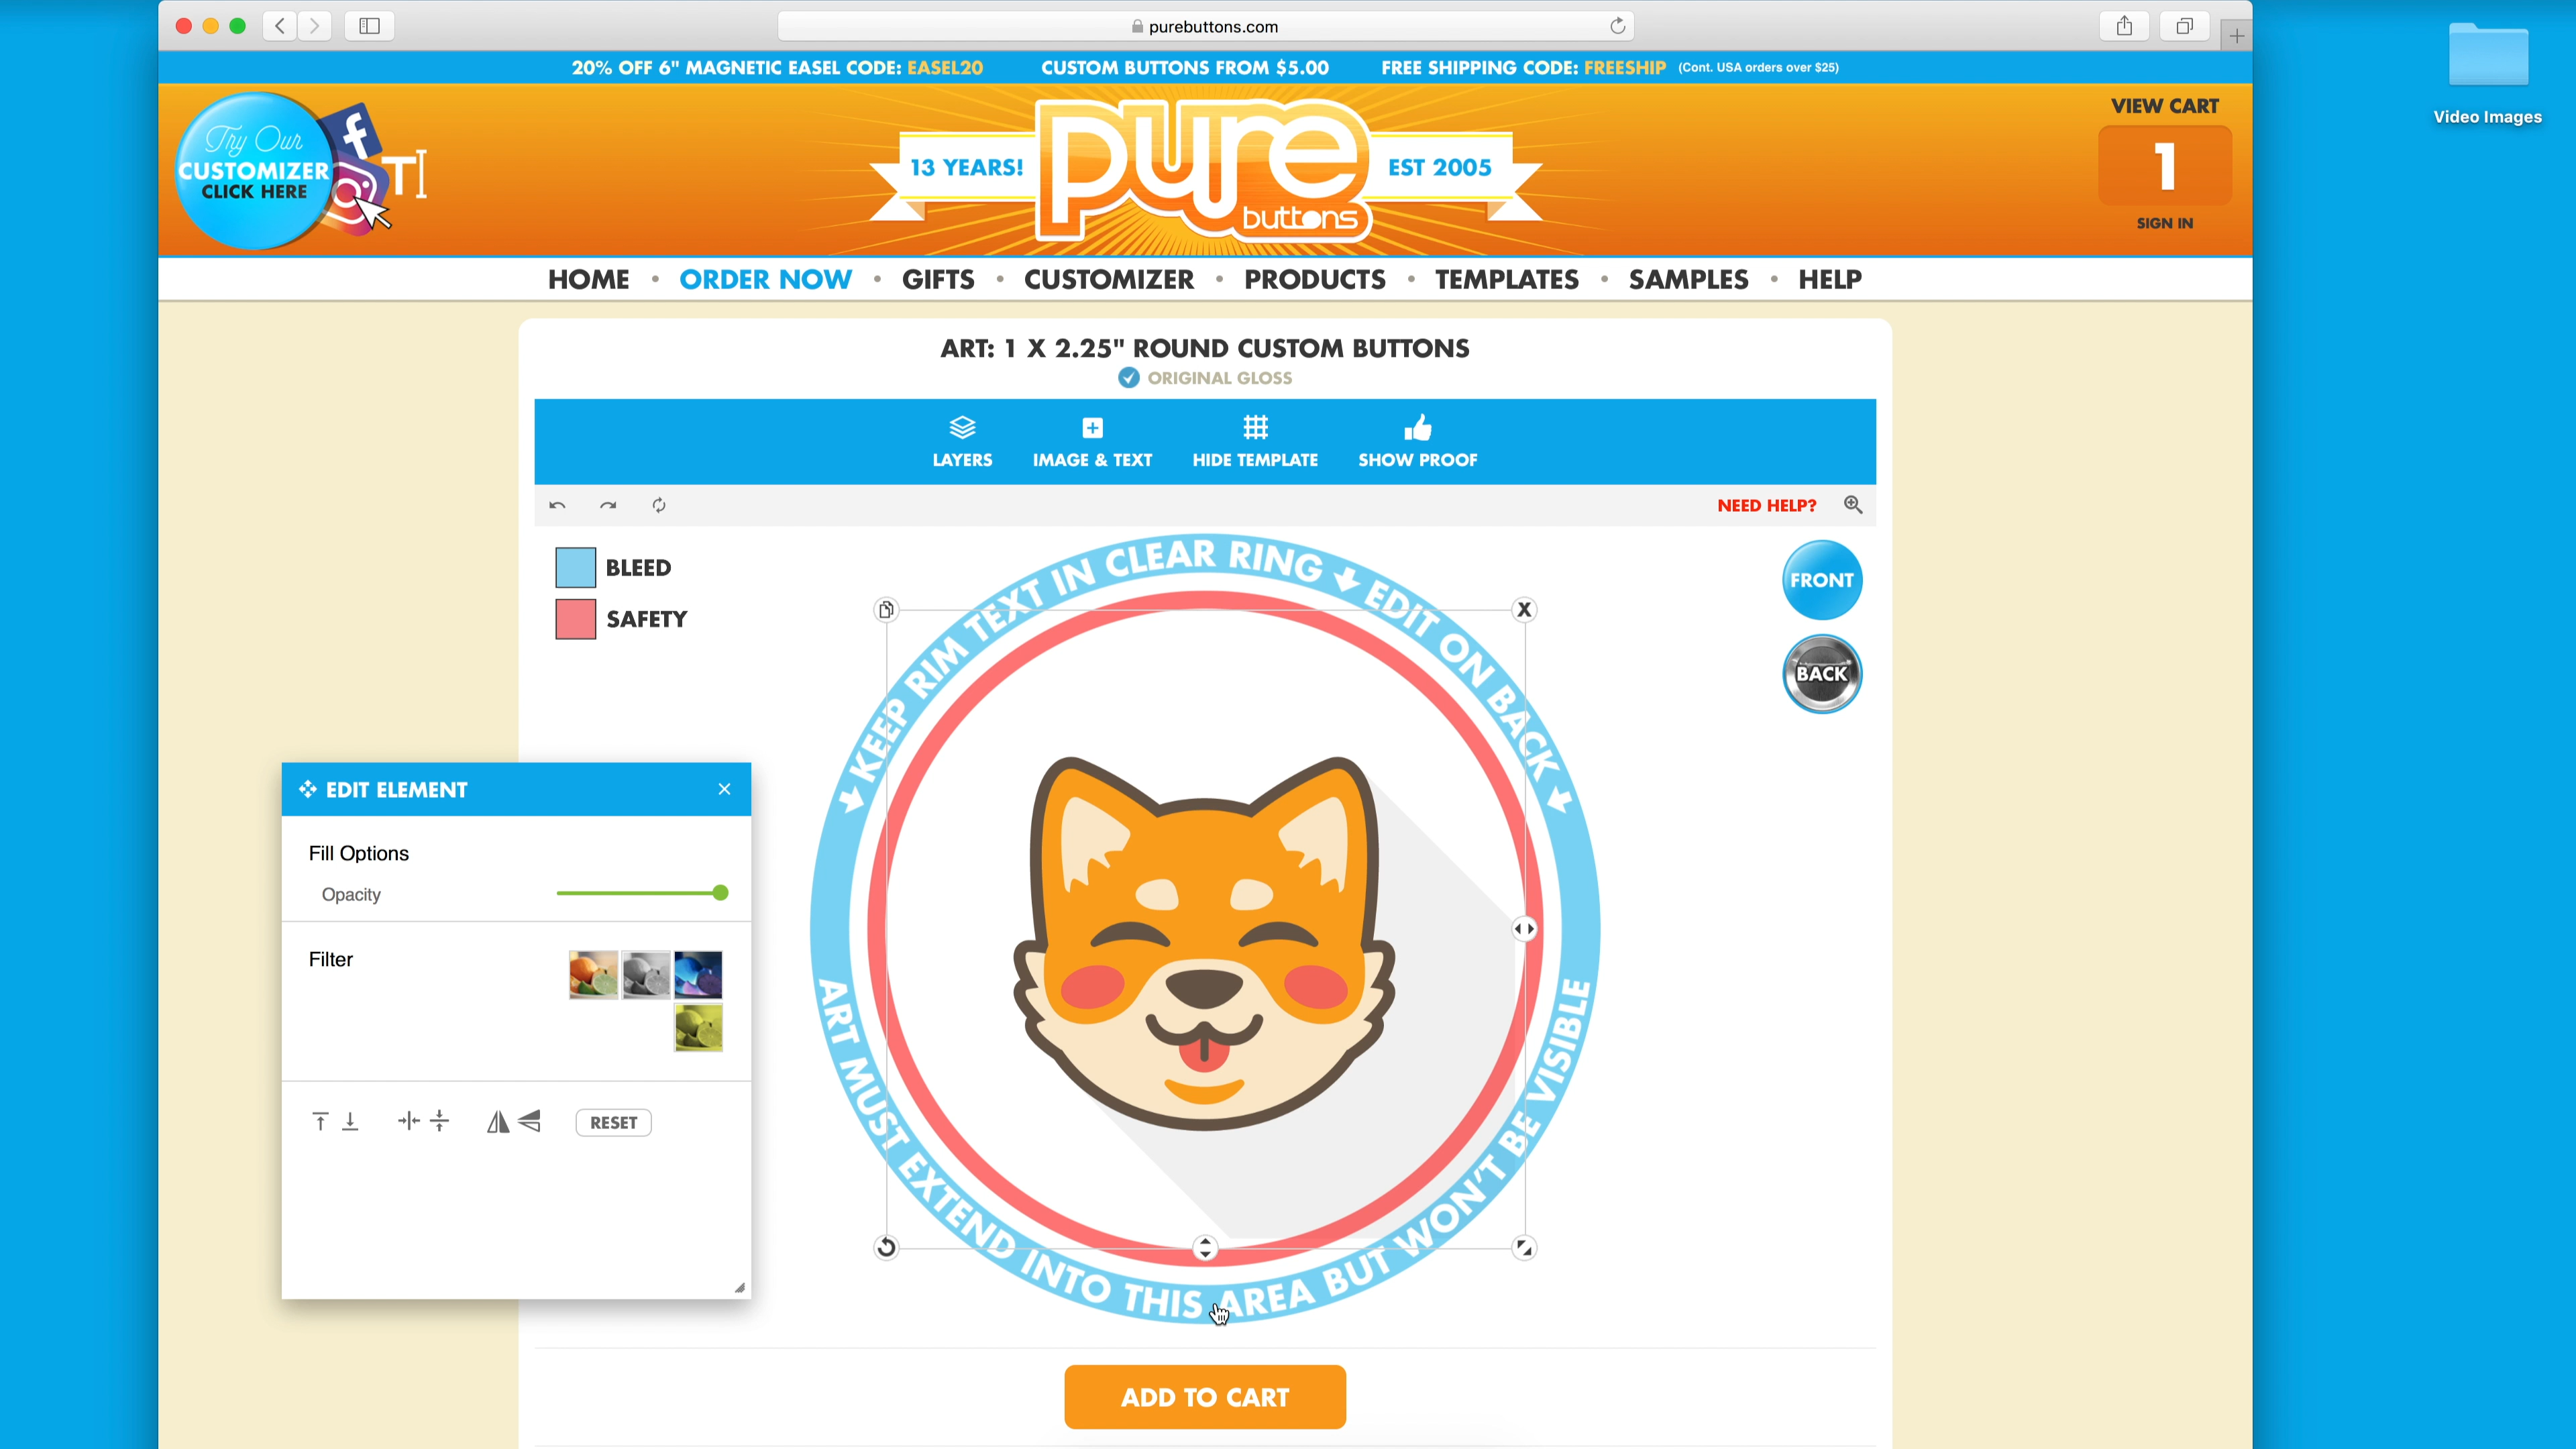 purebuttons.com
20% OFF 6" MAGNETIC EASEL CODE: EASEL20 CUSTOM BUTTONS FROM $5.00 FREE SHIPPING CODE: FREESHIP (Cont. USA orders over $25)
Video Images
Try Our
CUSTOMIZER
CLICK HERE
f
T
13 YEARS!
pure
buttons
EST 2005
VIEW CART
1
SIGN IN
HOME • ORDER NOW • GIFTS • CUSTOMIZER • PRODUCTS • TEMPLATES • SAMPLES • HELP
ART: 1 X 2.25" ROUND CUSTOM BUTTONS
ORIGINAL GLOSS
LAYERS IMAGE & TEXT HIDE TEMPLATE SHOW PROOF
NEED HELP?
BLEED
SAFETY
KEEP RIM TEXT IN CLEAR RING EDIT ON BACK
ART MUST EXTEND INTO THIS AREA BUT WON'T BE VISIBLE
FRONT
BACK
EDIT ELEMENT
Fill Options
Opacity
Filter
RESET
ADD TO CART